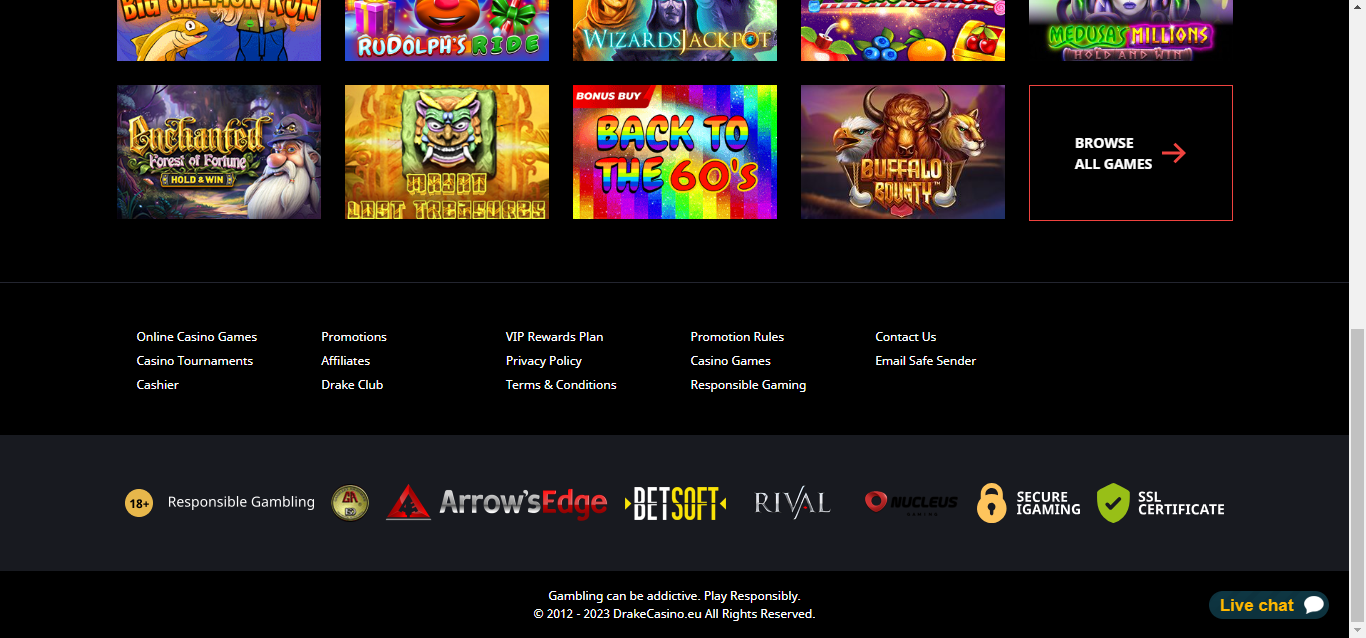 BIG SALMON RUN
RUDOLPH'S RIDE
WIZARDS JACKPOT
MEDUSA'S MILLIONS
HOLD AND WIN
Enchanted
Forest of Fortune
HOLD & WIN
MAYAN
LOST TREASURES
BONUS BUY
BACK TO
THE 60's
BUFFALO
BOUNTY™
BROWSE
ALL GAMES
Online Casino Games
Promotions
VIP Rewards Plan
Promotion Rules
Contact Us
Casino Tournaments
Affiliates
Privacy Policy
Casino Games
Email Safe Sender
Cashier
Drake Club
Terms & Conditions
Responsible Gaming
18+
Responsible Gambling
GA
Arrow'sEdge
BETSOFT
RIVAL
NUCLEUS
GAMING
SECURE
IGAMING
SSL
CERTIFICATE
Gambling can be addictive. Play Responsibly.
© 2012 - 2023 DrakeCasino.eu All Rights Reserved.
Live chat